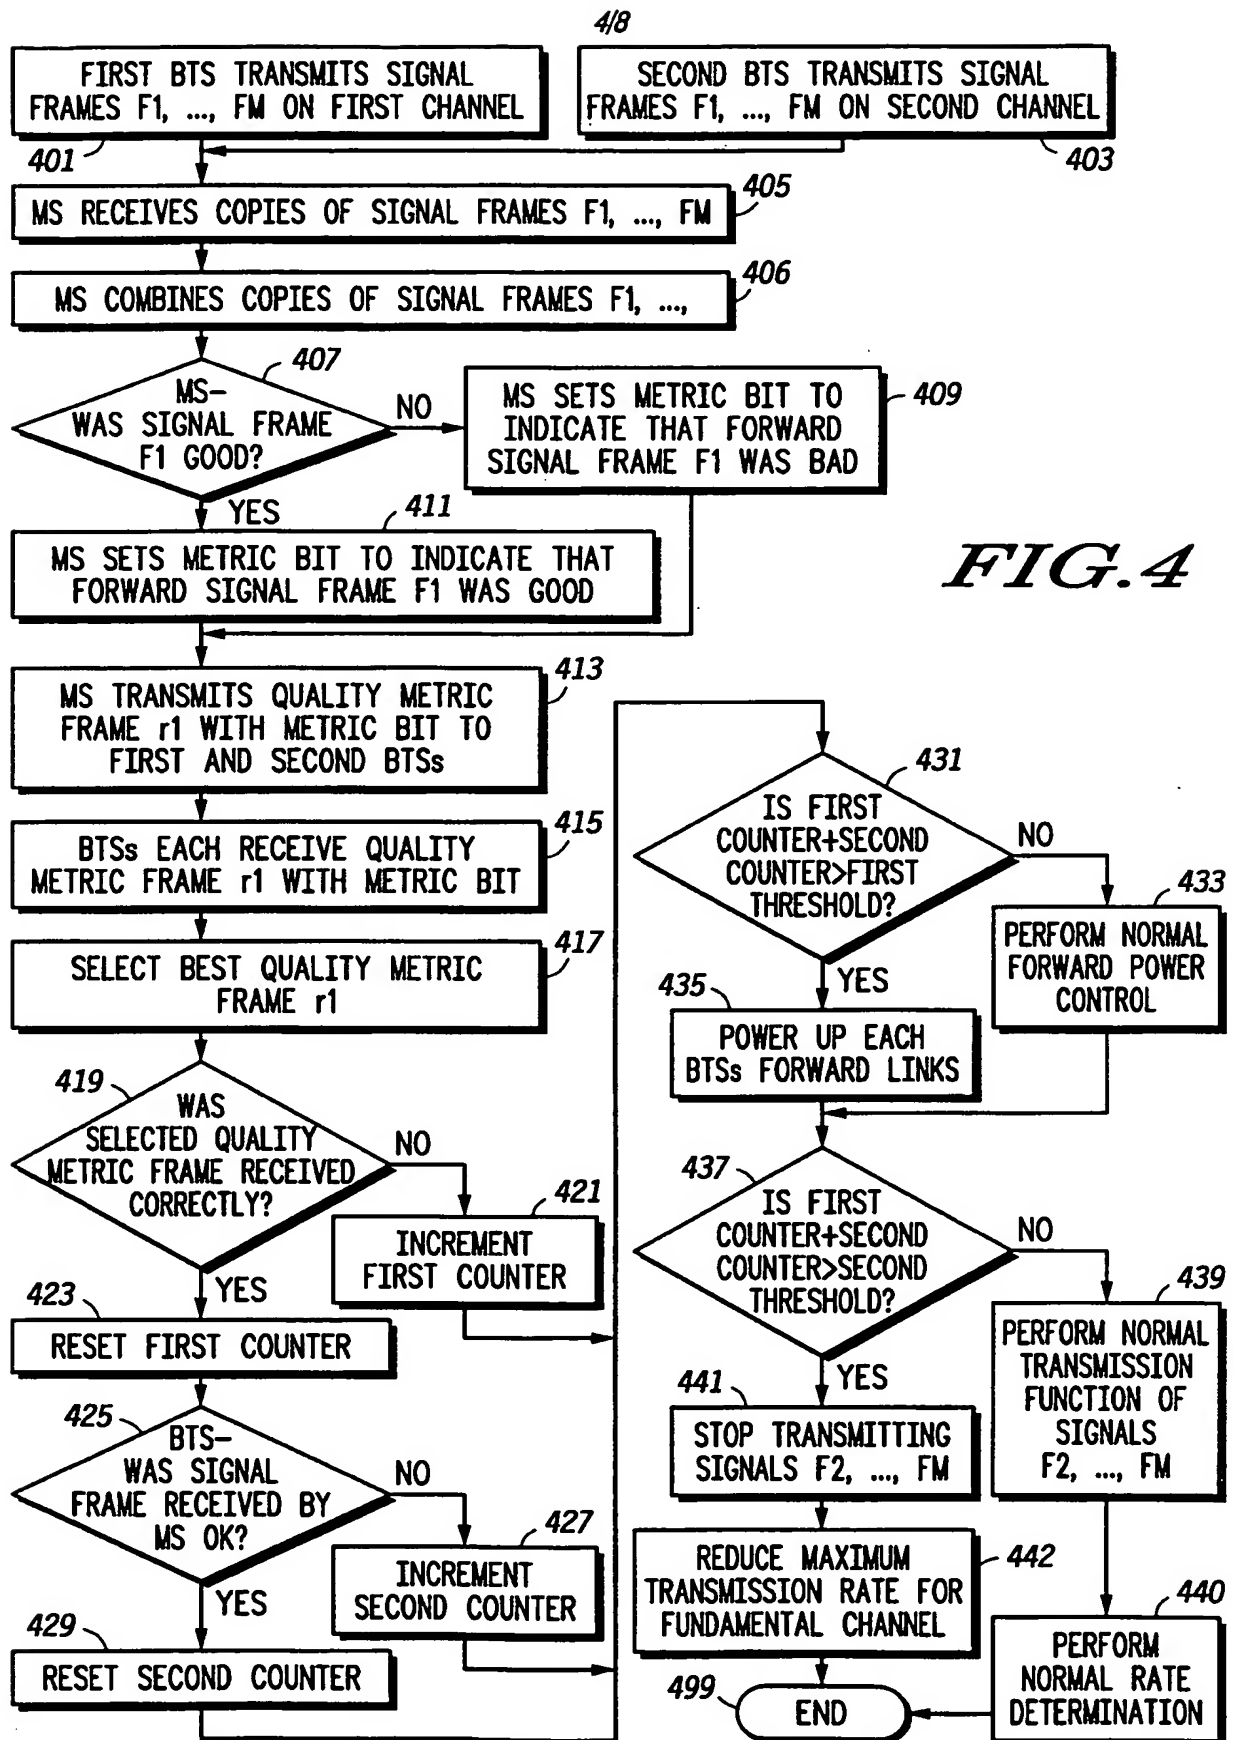 4/8
FIRST BTS TRANSMITS SIGNAL
FRAMES F1, ..., FM ON FIRST CHANNEL
401
SECOND BTS TRANSMITS SIGNAL
FRAMES F1, ..., FM ON SECOND CHANNEL
403
405
MS RECEIVES COPIES OF SIGNAL FRAMES F1, ..., FM
406
MS COMBINES COPIES OF SIGNAL FRAMES F1, ...,
407
MS-
WAS SIGNAL FRAME
F1 GOOD?
NO
MS SETS METRIC BIT TO
INDICATE THAT FORWARD
SIGNAL FRAME F1 WAS BAD
409
YES
411
MS SETS METRIC BIT TO INDICATE THAT
FORWARD SIGNAL FRAME F1 WAS GOOD
FIG.4
413
MS TRANSMITS QUALITY METRIC
FRAME r1 WITH METRIC BIT TO
FIRST AND SECOND BTSs
415
BTSs EACH RECEIVE QUALITY
METRIC FRAME r1 WITH METRIC BIT
417
SELECT BEST QUALITY METRIC
FRAME r1
419
WAS
SELECTED QUALITY
METRIC FRAME RECEIVED
CORRECTLY?
NO
421
INCREMENT
FIRST COUNTER
YES
423
RESET FIRST COUNTER
425
BTS-
WAS SIGNAL
FRAME RECEIVED BY
MS OK?
NO
427
INCREMENT
SECOND COUNTER
YES
429
RESET SECOND COUNTER
431
IS FIRST
COUNTER+SECOND
COUNTER>FIRST
THRESHOLD?
NO
433
PERFORM NORMAL
FORWARD POWER
CONTROL
YES
435
POWER UP EACH
BTSs FORWARD LINKS
437
IS FIRST
COUNTER+SECOND
COUNTER>SECOND
THRESHOLD?
NO
439
PERFORM NORMAL
TRANSMISSION
FUNCTION OF
SIGNALS
F2, ..., FM
YES
441
STOP TRANSMITTING
SIGNALS F2, ..., FM
442
REDUCE MAXIMUM
TRANSMISSION RATE FOR
FUNDAMENTAL CHANNEL
440
PERFORM
NORMAL RATE
DETERMINATION
499
END